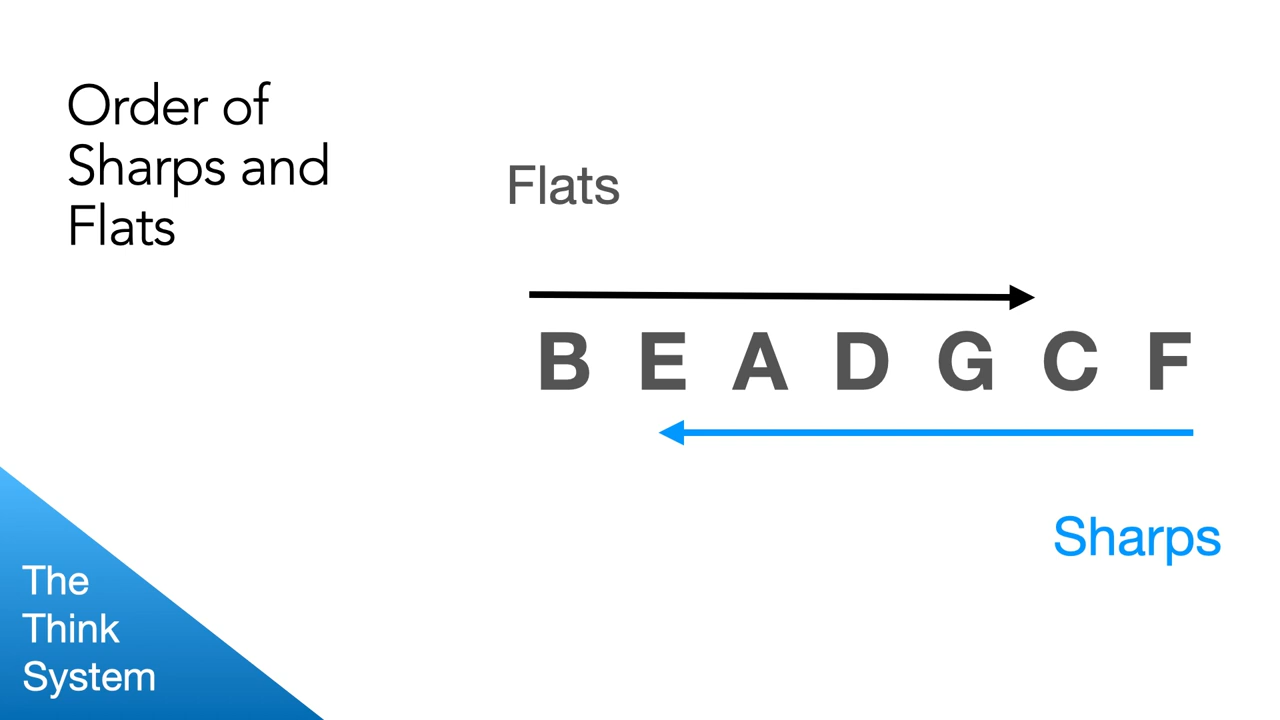 Order of
Sharps and
Flats
Flats
B E A D G C F
Sharps
The
Think
System